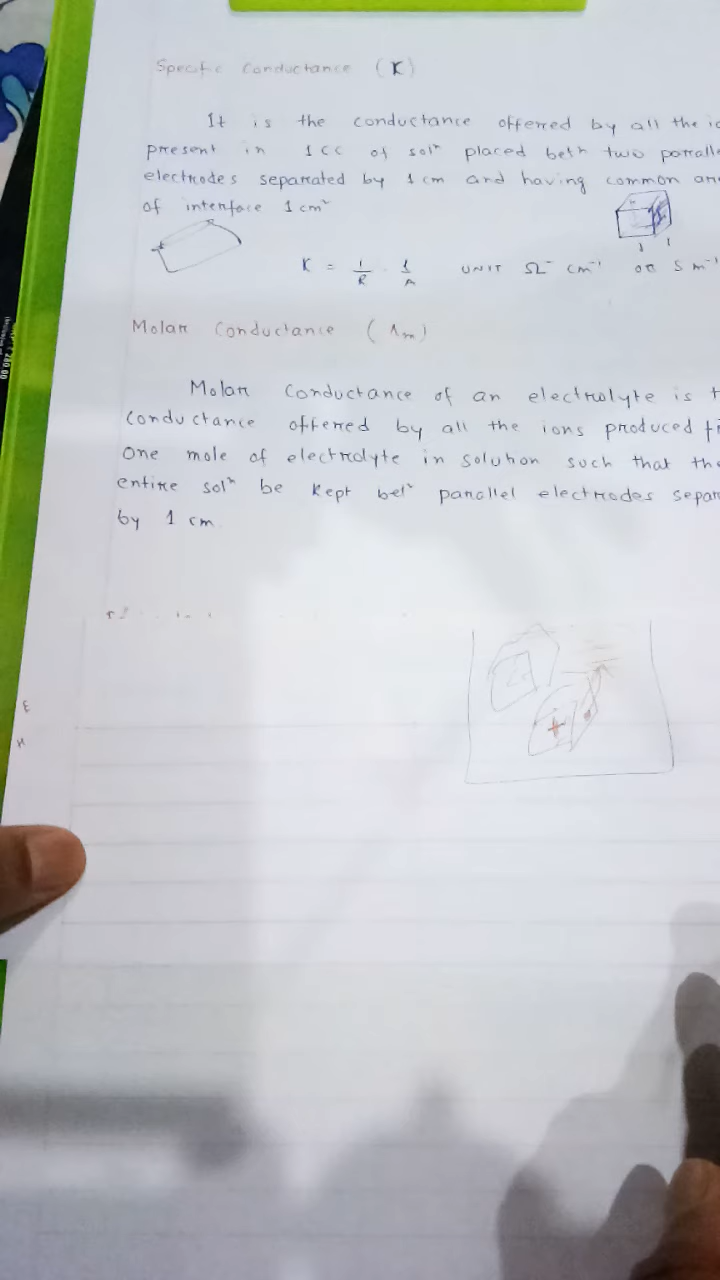 Specific Conductance (K)
It is the conductance offerred by all the
present in 1 cc of solⁿ placed betⁿ two
electrodes separated by 1 cm and having common
of interface 1 cm²
K = 1/R · 1/A UNIT Ω⁻ cm⁻¹ or S m⁻¹
Molar Conductance (Λm)
Molar Conductance of an electrolyte is
conductance offerred by all the ions produced
One mole of electrolyte in solution such that the
entire solⁿ be kept betⁿ parallel electrodes
by 1 cm.